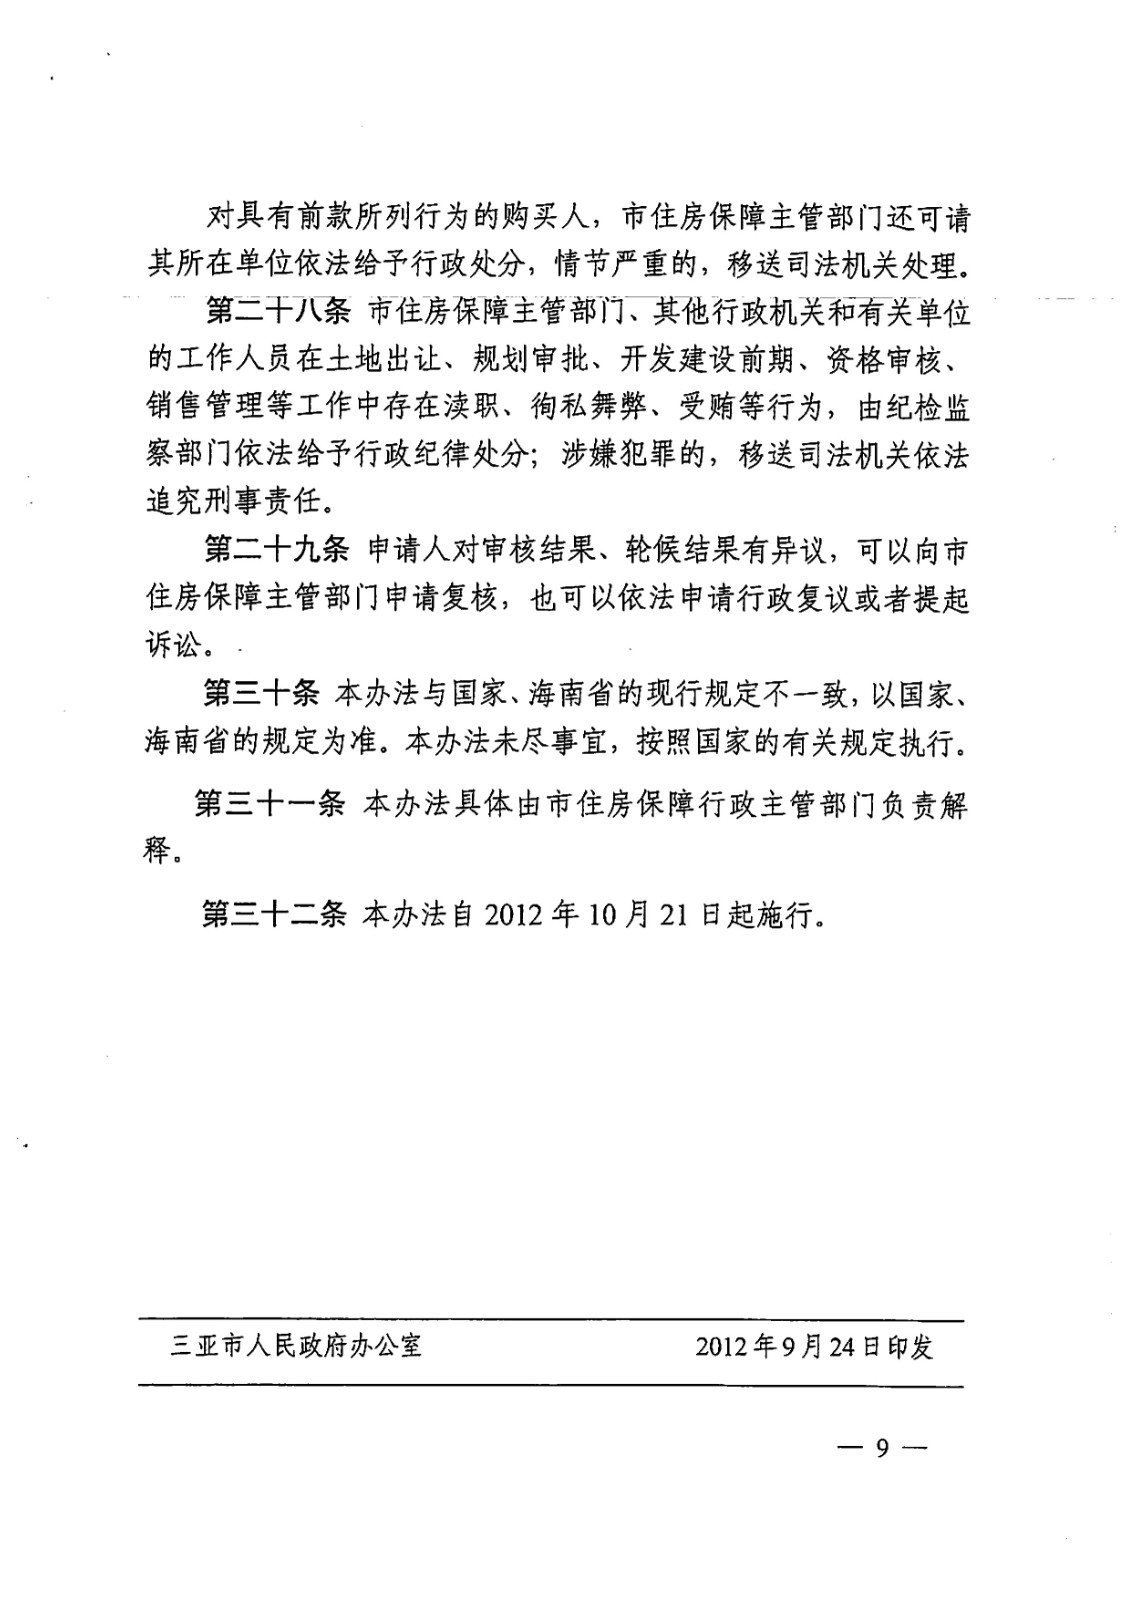 对具有前款所列行为的购买人，市住房保障主管部门还可请
其所在单位依法给予行政处分，情节严重的，移送司法机关处理。
第二十八条 市住房保障主管部门、其他行政机关和有关单位
的工作人员在土地出让、规划审批、开发建设前期、资格审核、
销售管理等工作中存在渎职、徇私舞弊、受贿等行为，由纪检监
察部门依法给予行政纪律处分；涉嫌犯罪的，移送司法机关依法
追究刑事责任。
第二十九条 申请人对审核结果、轮候结果有异议，可以向市
住房保障主管部门申请复核，也可以依法申请行政复议或者提起
诉讼。
第三十条 本办法与国家、海南省的现行规定不一致，以国家、
海南省的规定为准。本办法未尽事宜，按照国家的有关规定执行。
第三十一条 本办法具体由市住房保障行政主管部门负责解
释。
第三十二条 本办法自 2012 年 10 月 21 日起施行。
三亚市人民政府办公室 2012 年 9 月 24 日印发
— 9 —